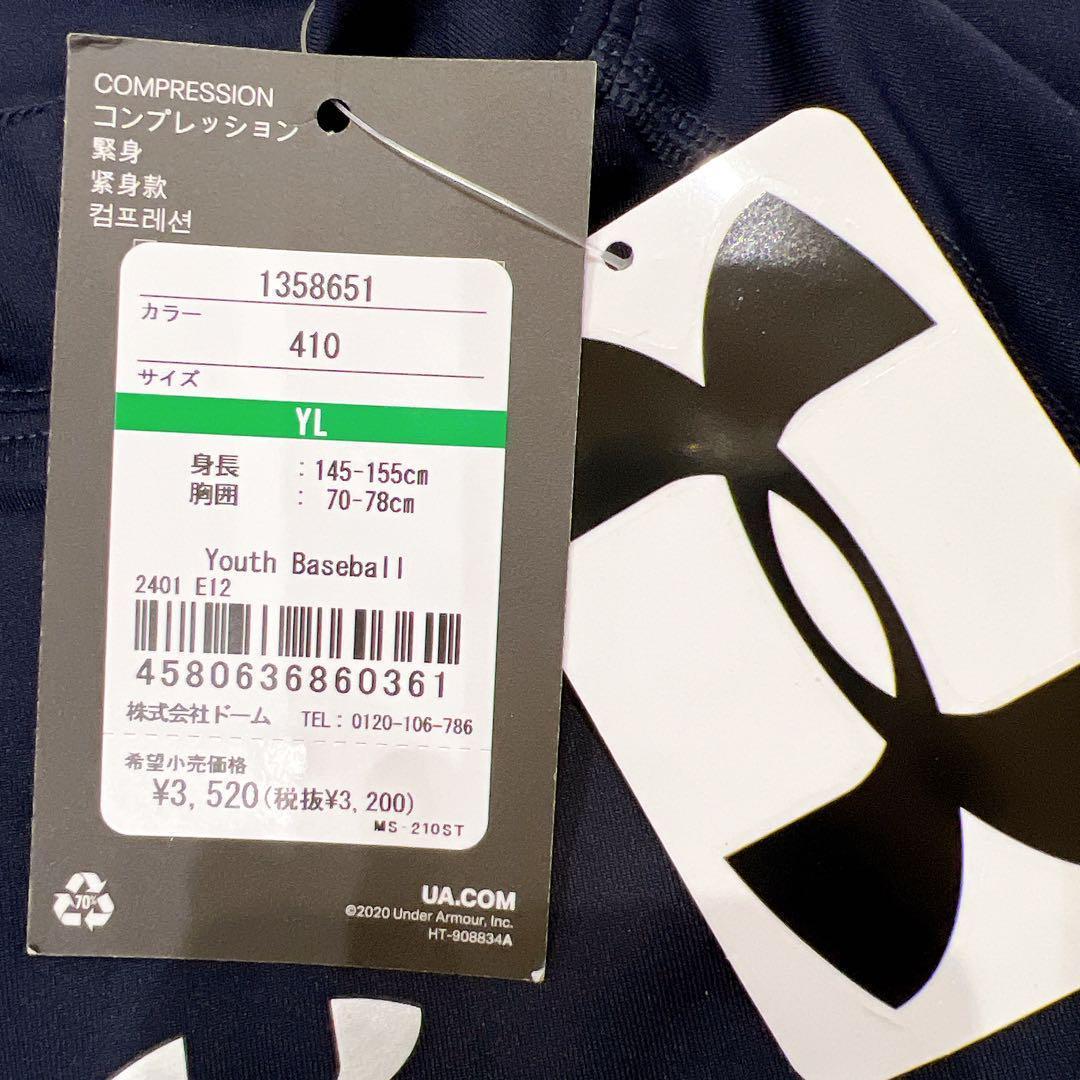 COMPRESSION
コンプレッション
緊身
紧身款
컴프레션
1358651
カラー
410
サイズ
YL
身長 : 145-155cm
胸囲 : 70-78cm
Youth Baseball
2401 E12
4580636860361
株式会社ドーム TEL: 0120-106-786
希望小売価格
¥3,520(税抜¥3,200)
MS-210ST
70%
UA.COM
©2020 Under Armour, Inc.
HT-908834A